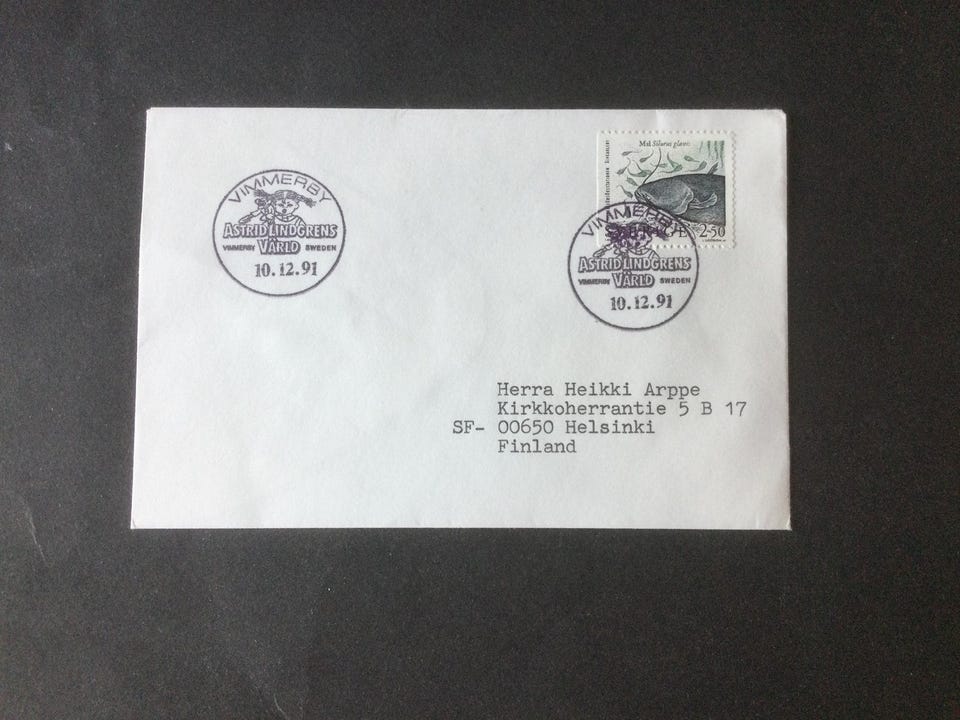 VIMMERBY
ASTRID LINDGRENS
VIMMERBY VÄRLD SWEDEN
10.12.91
Mal Silurus glanis
SVERIGE 2.50
VIMMERBY
ASTRID LINDGRENS
VIMMERBY VÄRLD SWEDEN
10.12.91
Herra Heikki Arppe
Kirkkoherrantie 5 B 17
SF- 00650 Helsinki
Finland